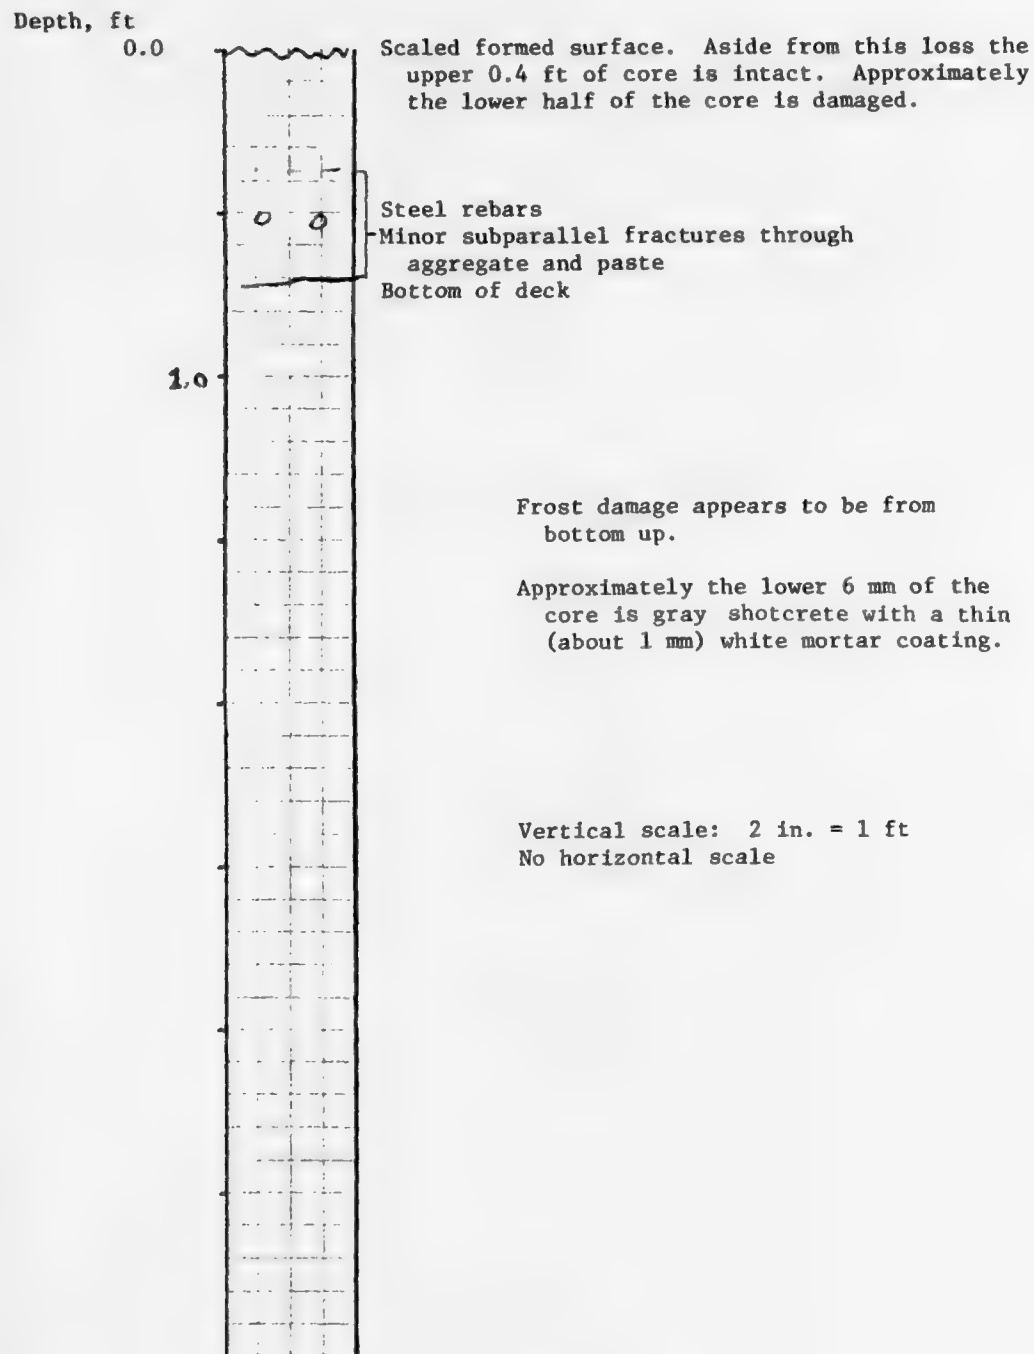 Depth, ft
0.0
Scaled formed surface. Aside from this loss the
upper 0.4 ft of core is intact. Approximately
the lower half of the core is damaged.
Steel rebars
Minor subparallel fractures through
aggregate and paste
Bottom of deck
1.0
Frost damage appears to be from
bottom up.
Approximately the lower 6 mm of the
core is gray shotcrete with a thin
(about 1 mm) white mortar coating.
Vertical scale: 2 in. = 1 ft
No horizontal scale